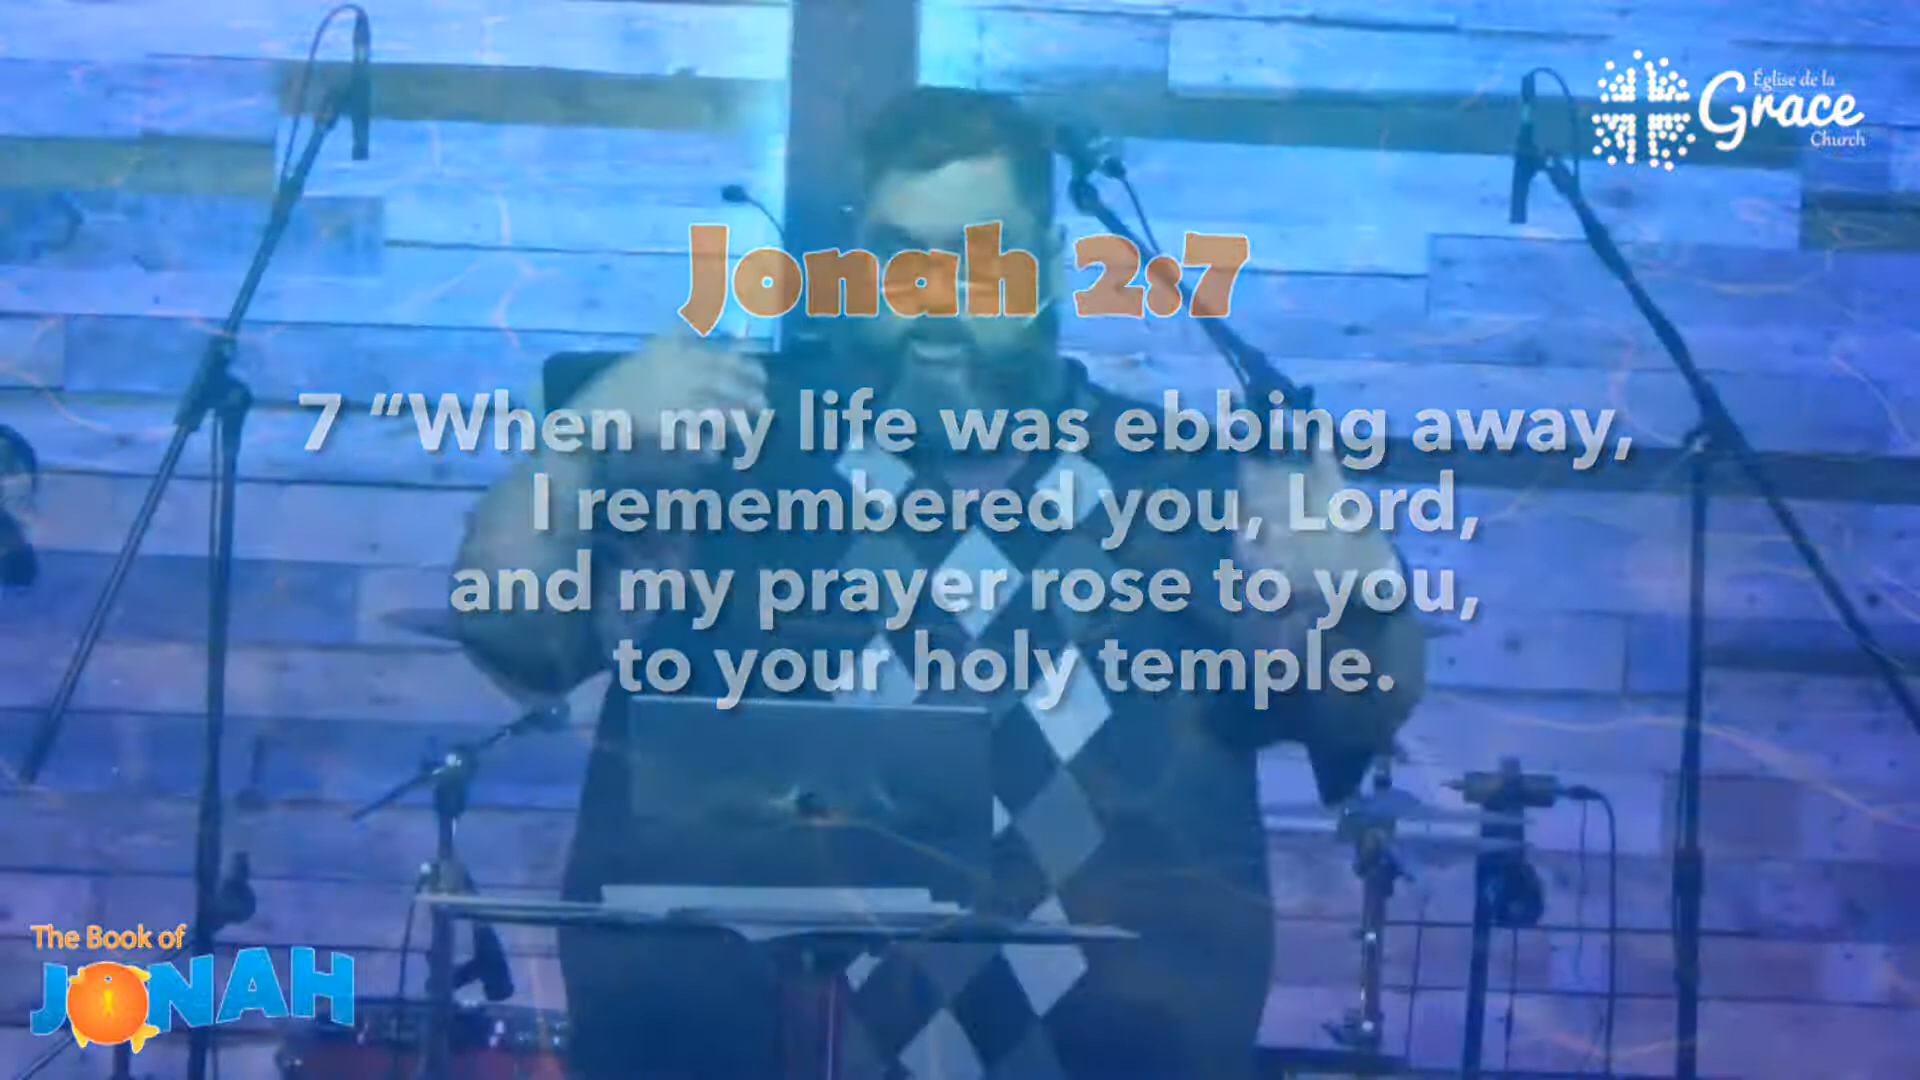 Église de la
Grace
Church
Jonah 2:7
7 “When my life was ebbing away,
I remembered you, Lord,
and my prayer rose to you,
to your holy temple.
The Book of
JONAH